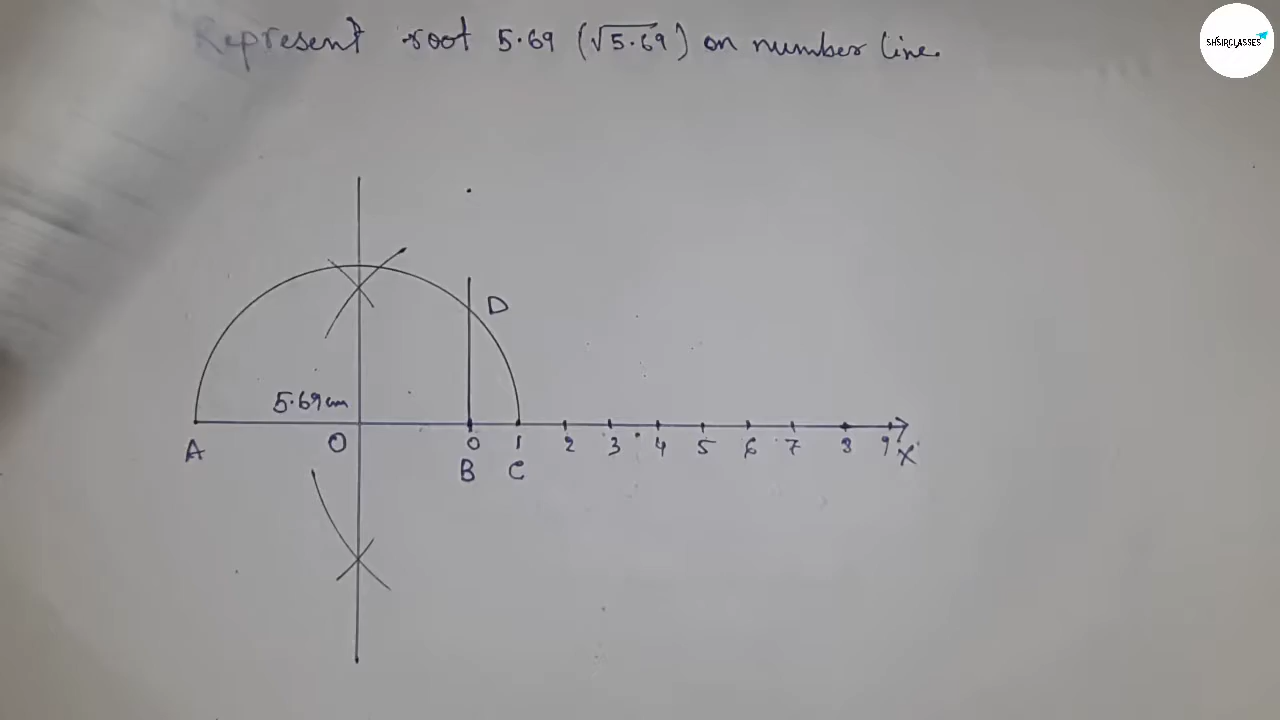 Represent root 5.69 (√5.69) on number line.
SHSIRCLASSES
D
5.69cm
A O 0 1 2 3 4 5 6 7 8 9 X
B C